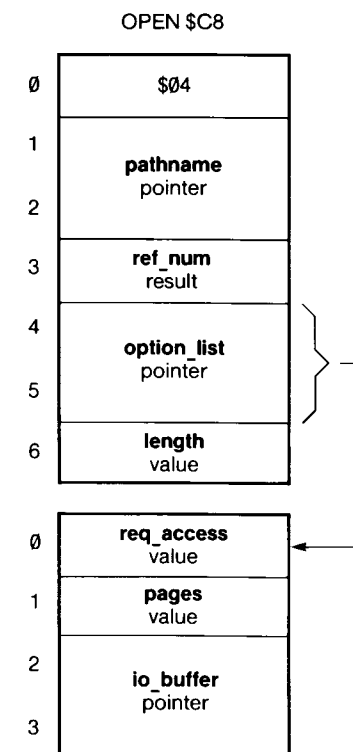 OPEN $C8
Ø $Ø4
1
pathname
pointer
2
3 ref_num
result
4
option_list
pointer
5
6 length
value
Ø req_access
value
1 pages
value
2
io_buffer
pointer
3